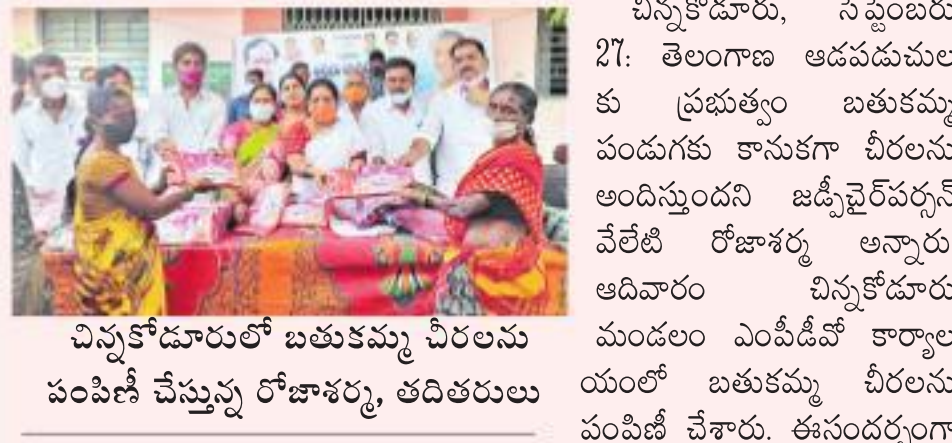 చిన్నకోడూరులో బతుకమ్మ చీరలను
పంపిణీ చేస్తున్న రోజాశర్మ, తదితరులు
చిన్నకోడూరు, సెప్టెంబరు
27: తెలంగాణ ఆడపడుచుల
కు ప్రభుత్వం బతుకమ్మ
పండుగకు కానుకగా చీరలను
అందిస్తుందని జడ్పీచైర్‌పర్సన్
వేలేటి రోజాశర్మ అన్నారు
ఆదివారం చిన్నకోడూరు
మండలం ఎంపీడీవో కార్యాల
యంలో బతుకమ్మ చీరలను
పంపిణీ చేశారు. ఈసందర్భంగా